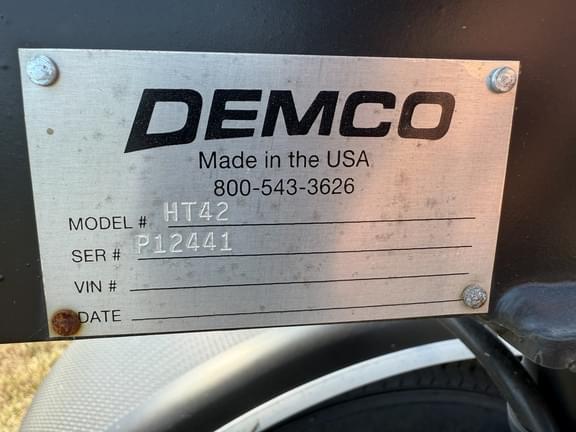 DEMCO
Made in the USA
800-543-3626
MODEL # HT42
SER # P12441
VIN #
DATE